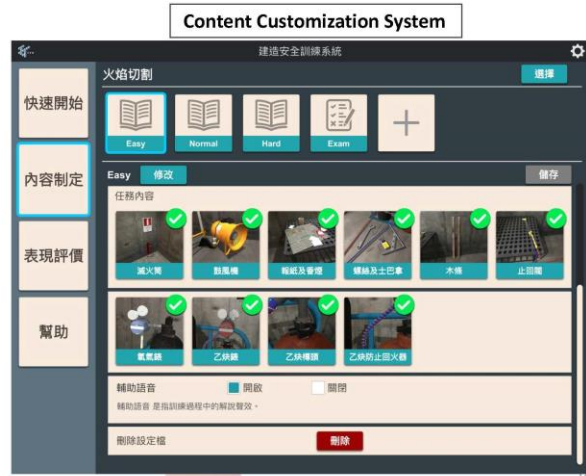 Content Customization System
建造安全訓練系統
快速開始
內容制定
表現評價
幫助
火焰切割
選擇
Easy
Normal
Hard
Exam
Easy
修改
儲存
任務內容
滅火筒
鼓風機
報紙及香煙
螺絲及士巴拿
木條
止回閥
氧氣錶
乙炔錶
乙炔樽頭
乙炔防止回火器
輔助語音
開啟
關閉
輔助語音 是指訓練過程中的解說聲效。
刪除設定檔
刪除